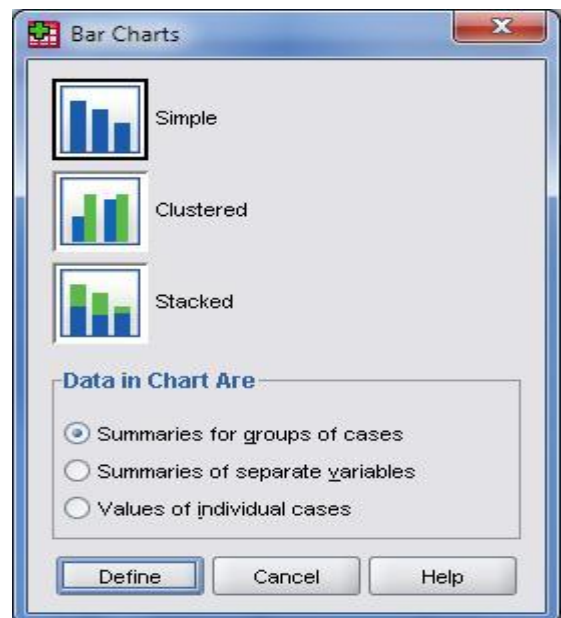 Bar Charts
Simple
Clustered
Stacked
Data in Chart Are
Summaries for groups of cases
Summaries of separate variables
Values of individual cases
Define Cancel Help